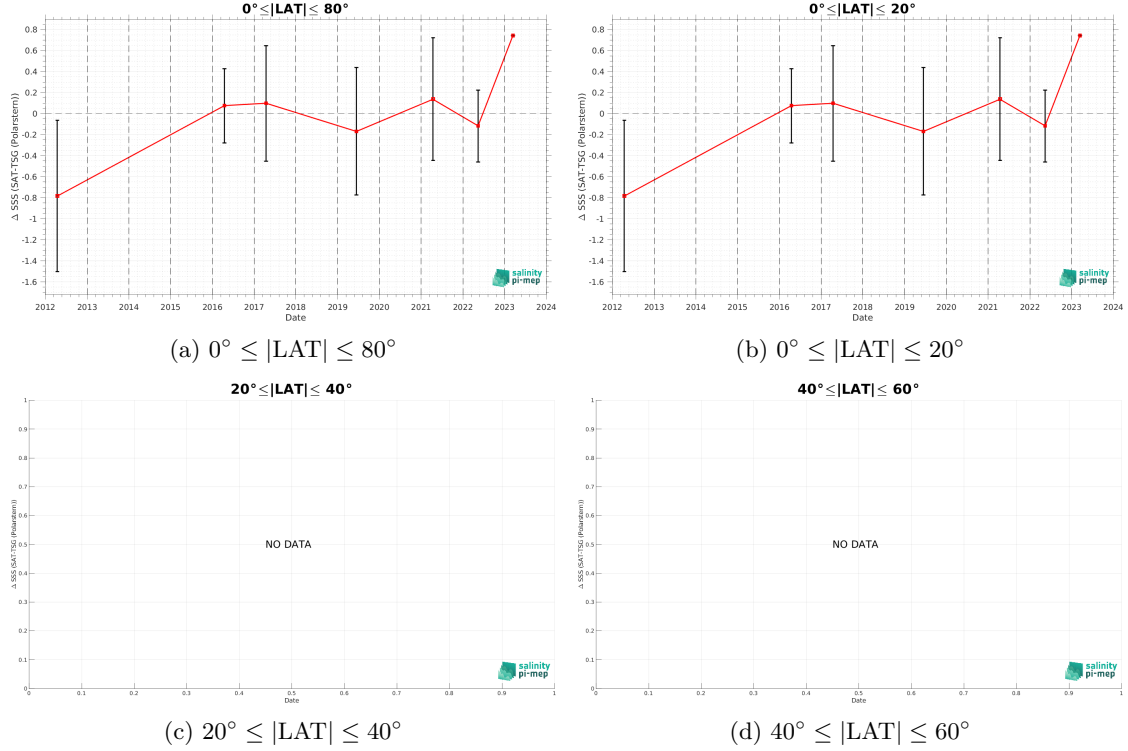 0°≤|LAT|≤ 80°
Δ SSS (SAT-TSG (Polarstern))
0.8
0.6
0.4
0.2
0
-0.2
-0.4
-0.6
-0.8
-1
-1.2
-1.4
-1.6
2012 2013 2014 2015 2016 2017 2018 2019 2020 2021 2022 2023 2024
Date
salinity
pi-mep
(a) 0° ≤ |LAT| ≤ 80°
0°≤|LAT|≤ 20°
Δ SSS (SAT-TSG (Polarstern))
0.8
0.6
0.4
0.2
0
-0.2
-0.4
-0.6
-0.8
-1
-1.2
-1.4
-1.6
2012 2013 2014 2015 2016 2017 2018 2019 2020 2021 2022 2023 2024
Date
salinity
pi-mep
(b) 0° ≤ |LAT| ≤ 20°
20°≤|LAT|≤ 40°
Δ SSS (SAT-TSG (Polarstern))
1
0.9
0.8
0.7
0.6
0.5
0.4
0.3
0.2
0.1
0
NO DATA
0 0.1 0.2 0.3 0.4 0.5 0.6 0.7 0.8 0.9 1
Date
salinity
pi-mep
(c) 20° ≤ |LAT| ≤ 40°
40°≤|LAT|≤ 60°
Δ SSS (SAT-TSG (Polarstern))
1
0.9
0.8
0.7
0.6
0.5
0.4
0.3
0.2
0.1
0
NO DATA
0 0.1 0.2 0.3 0.4 0.5 0.6 0.7 0.8 0.9 1
Date
salinity
pi-mep
(d) 40° ≤ |LAT| ≤ 60°